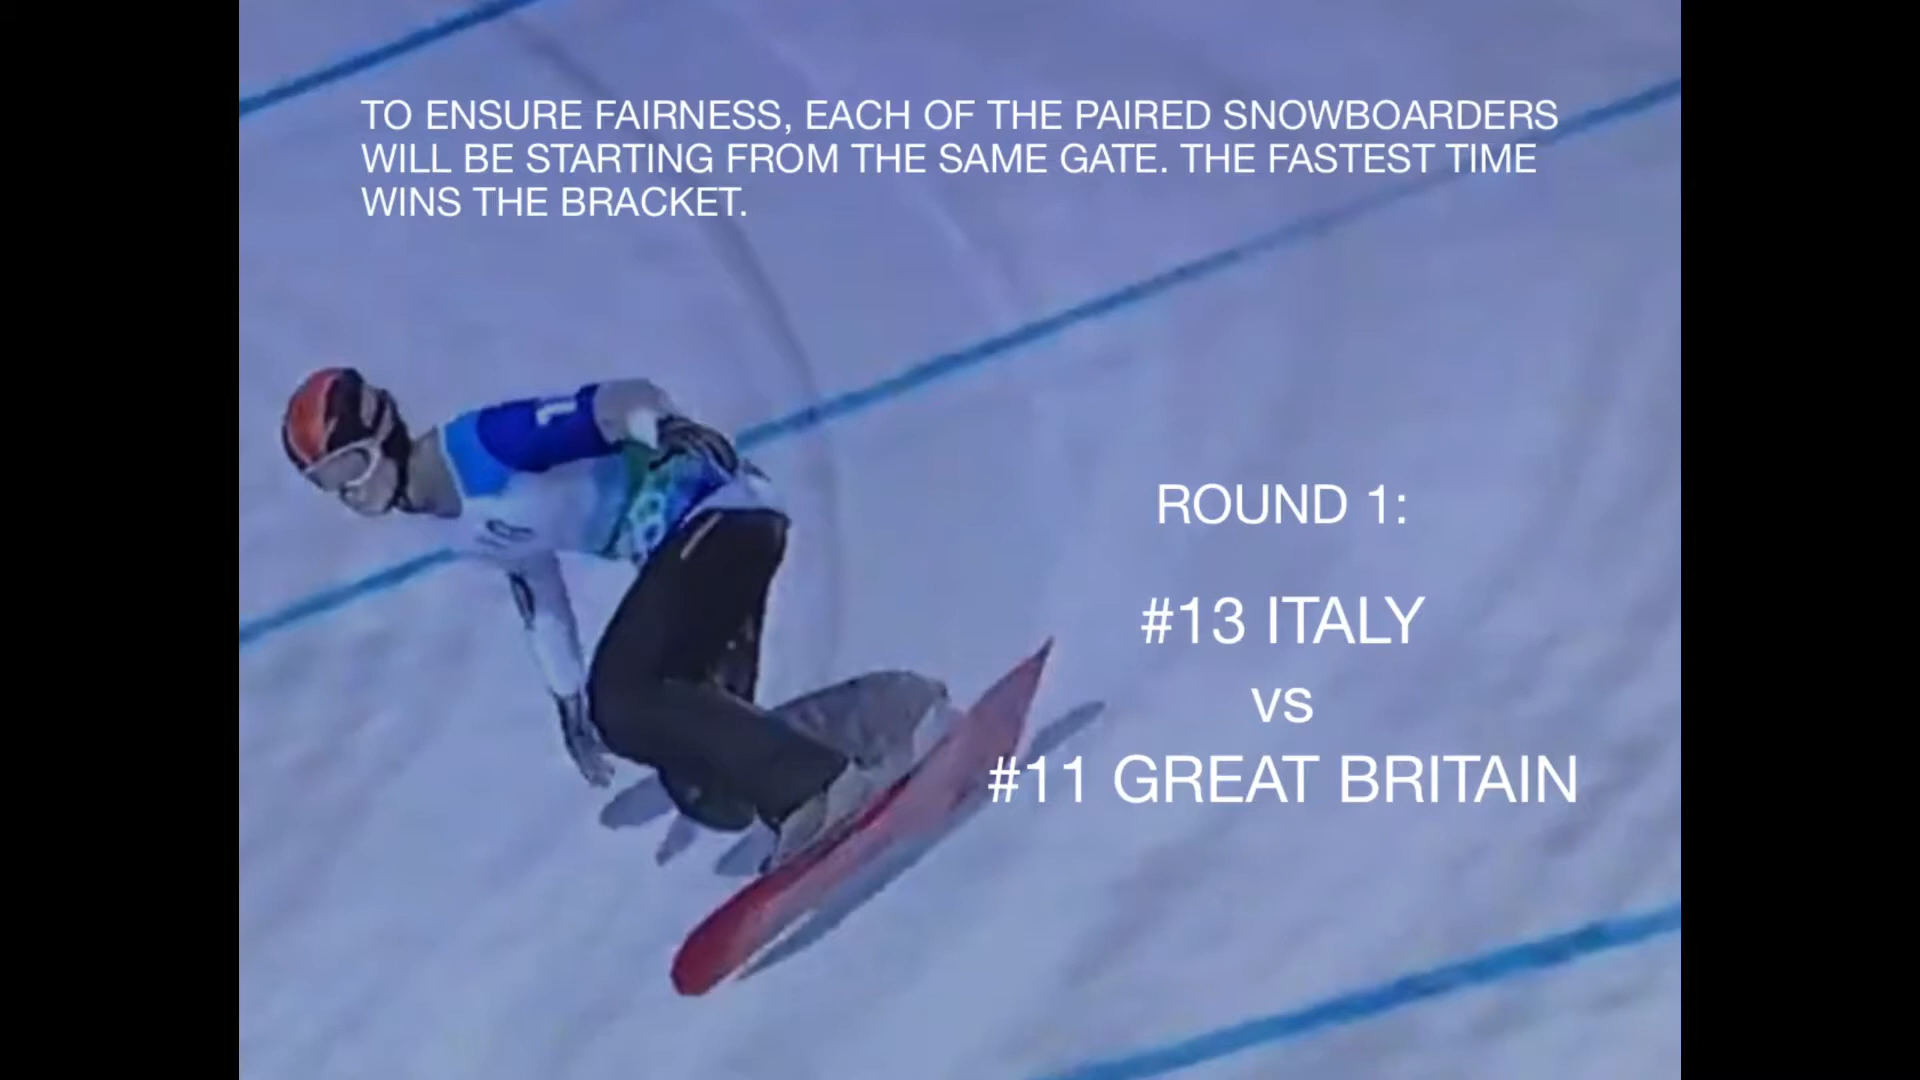 TO ENSURE FAIRNESS, EACH OF THE PAIRED SNOWBOARDERS
WILL BE STARTING FROM THE SAME GATE. THE FASTEST TIME
WINS THE BRACKET.
ROUND 1:
#13 ITALY
vs
#11 GREAT BRITAIN